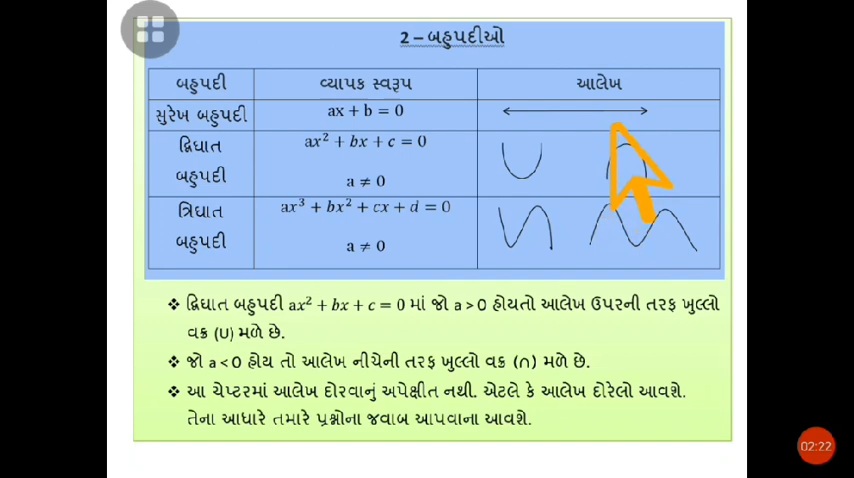 2 – બહુપદીઓ
બહુપદી વ્યાપક સ્વરૂપ આલેખ
સુરેખ બહુપદી ax + b = 0
દ્વિઘાત બહુપદી ax² + bx + c = 0
a ≠ 0
ત્રિઘાત બહુપદી ax³ + bx² + cx + d = 0
a ≠ 0
❖ દ્વિઘાત બહુપદી ax² + bx + c = 0 માં જો a > 0 હોયતો આલેખ ઉપરની તરફ ખુલ્લો
વક્ર (U) મળે છે.
❖ જો a < 0 હોય તો આલેખ નીચેની તરફ ખુલ્લો વક્ર (∩) મળે છે.
❖ આ ચેપ્ટરમાં આલેખ દોરવાનું અપેક્ષીત નથી. એટલે કે આલેખ દોરેલો આવશે.
તેના આધારે તમારે પ્રશ્નોના જવાબ આપવાના આવશે.
02:22